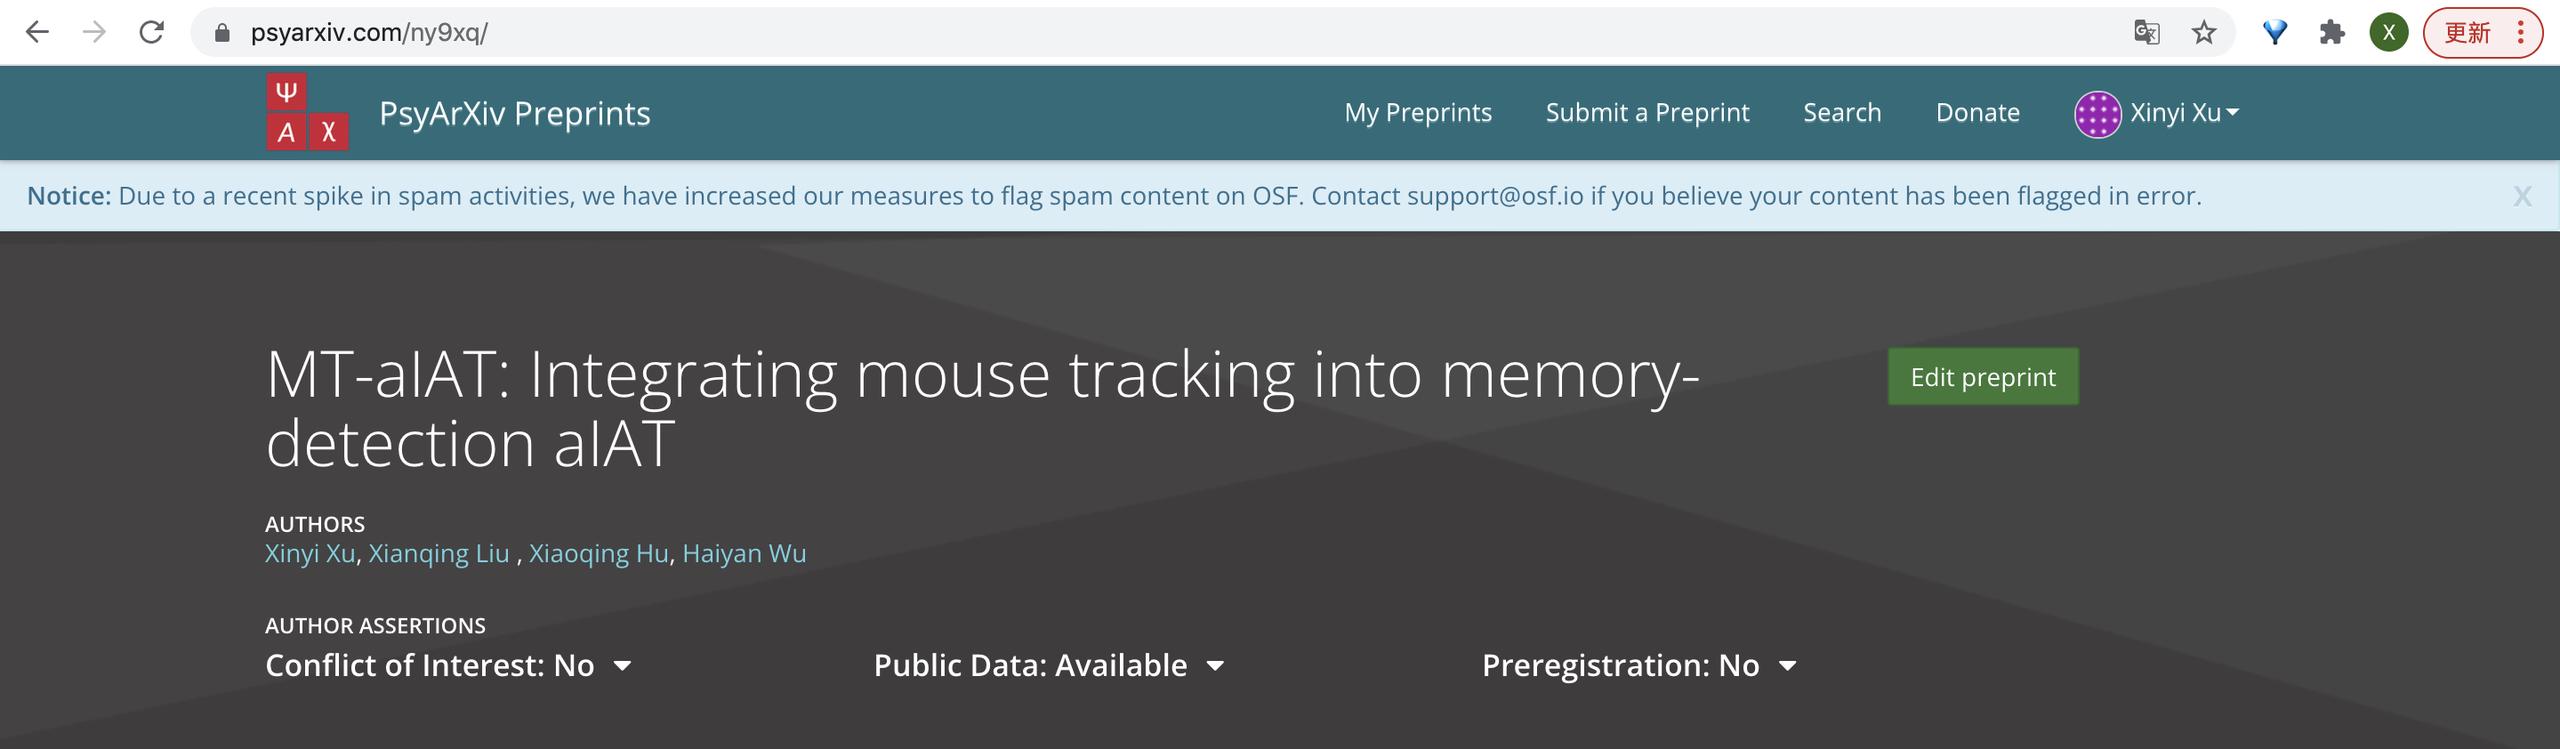 psyarxiv.com/ny9xq/
X
更新
Ψ
Α Χ
PsyArXiv Preprints
My Preprints
Submit a Preprint
Search
Donate
Xinyi Xu
Notice: Due to a recent spike in spam activities, we have increased our measures to flag spam content on OSF. Contact support@osf.io if you believe your content has been flagged in error.
X
MT-aIAT: Integrating mouse tracking into memory-
detection aIAT
Edit preprint
AUTHORS
Xinyi Xu, Xianqing Liu , Xiaoqing Hu, Haiyan Wu
AUTHOR ASSERTIONS
Conflict of Interest: No
Public Data: Available
Preregistration: No